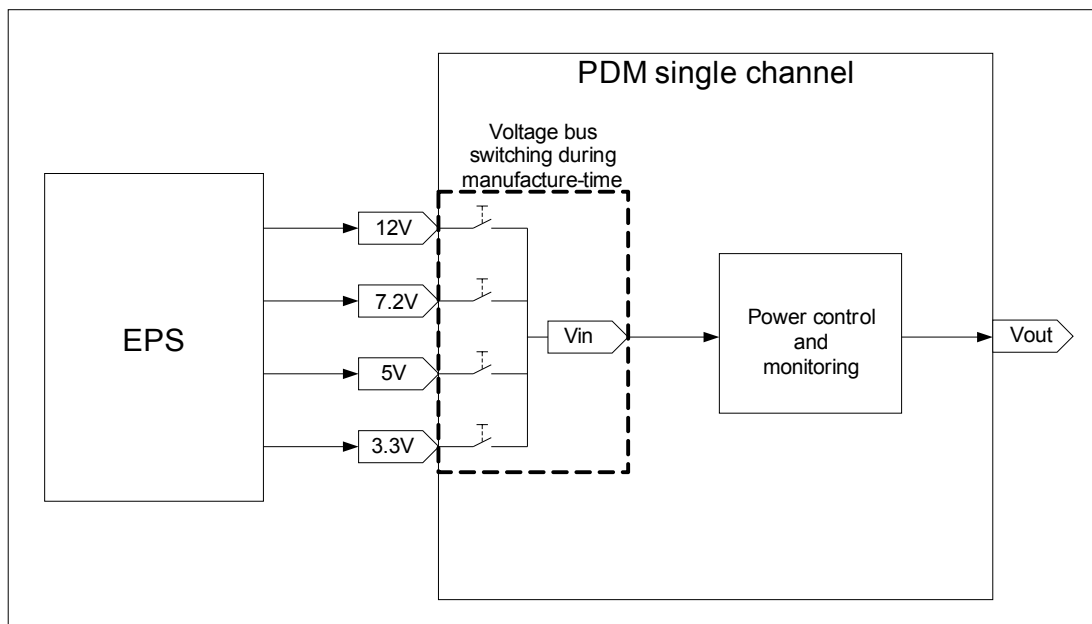 PDM single channel
Voltage bus
switching during
manufacture-time
EPS
12V
7.2V
5V
3.3V
Vin
Power control
and
monitoring
Vout